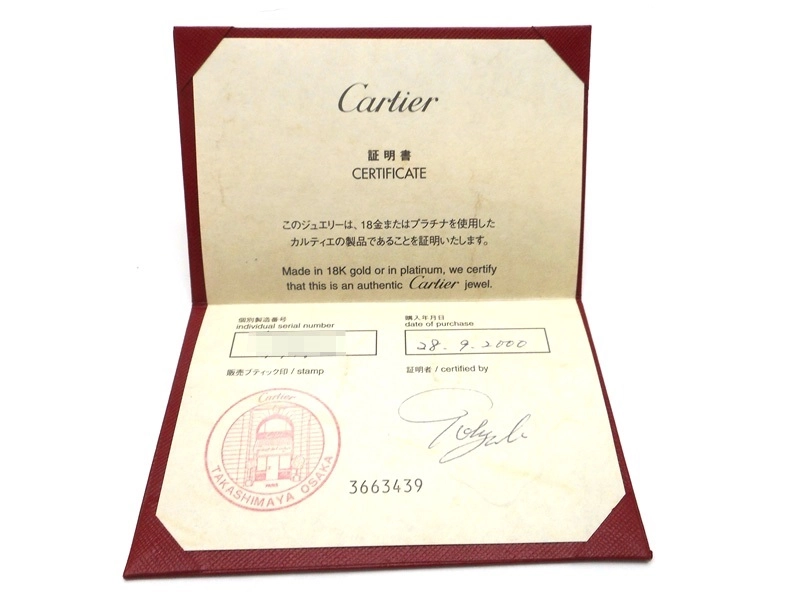 Cartier
証明書
CERTIFICATE
このジュエリーは、18金またはプラチナを使用した
カルティエの製品であることを証明いたします。
Made in 18K gold or in platinum, we certify
that this is an authentic Cartier jewel.
個別製造番号
individual serial number
購入年月日
date of purchase
28. 9. 2000
販売ブティック印 / stamp
証明者 / certified by
Cartier
TAKASHIMAYA OSAKA
3663439